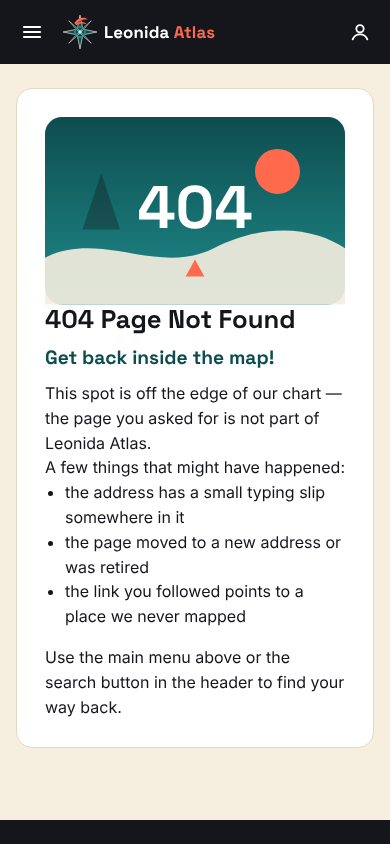 Leonida Atlas
404
404 Page Not Found
Get back inside the map!
This spot is off the edge of our chart —
the page you asked for is not part of
Leonida Atlas.
A few things that might have happened:
• the address has a small typing slip
somewhere in it
• the page moved to a new address or
was retired
• the link you followed points to a
place we never mapped
Use the main menu above or the
search button in the header to find your
way back.